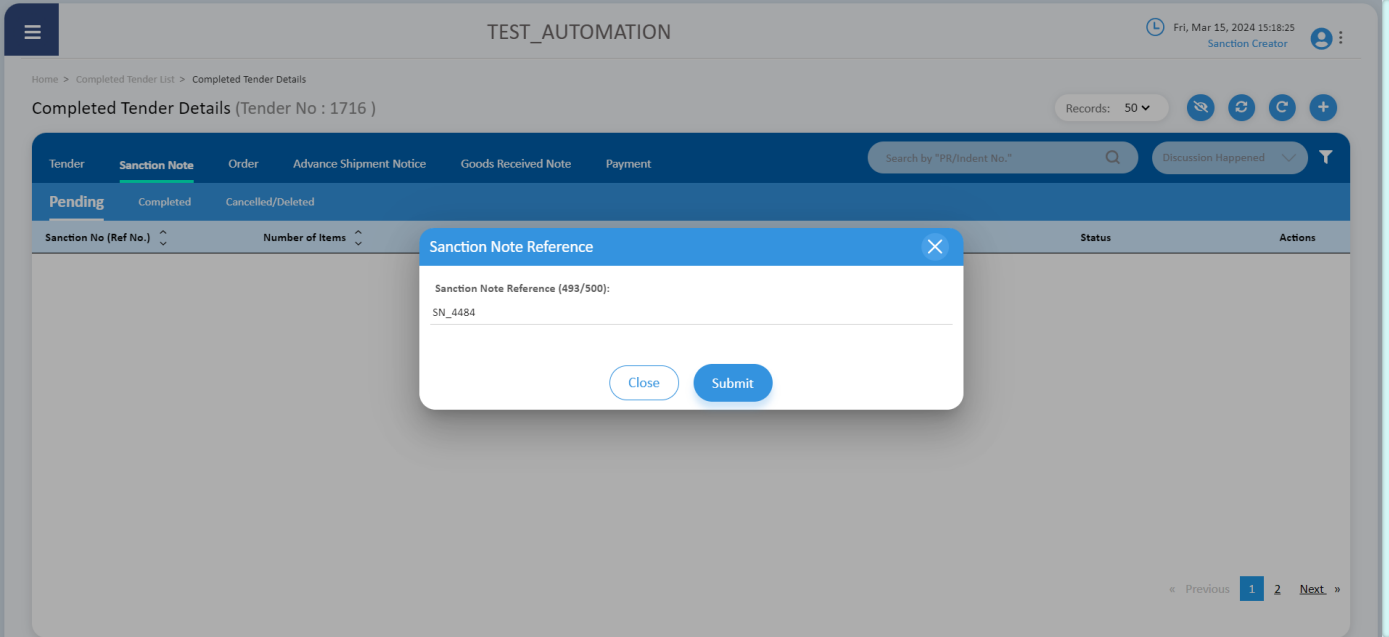 TEST_AUTOMATION
Fri, Mar 15, 2024 15:18:25
Sanction Creator
Home > Completed Tender List > Completed Tender Details
Completed Tender Details (Tender No : 1716 )
Records: 50
Tender Sanction Note Order Advance Shipment Notice Goods Received Note Payment
Search by "PR/Indent No."
Discussion Happened
Pending Completed Cancelled/Deleted
Sanction No (Ref No.) Number of Items Status Actions
Sanction Note Reference
Sanction Note Reference (493/500):
SN_4484
Close Submit
« Previous 1 2 Next »